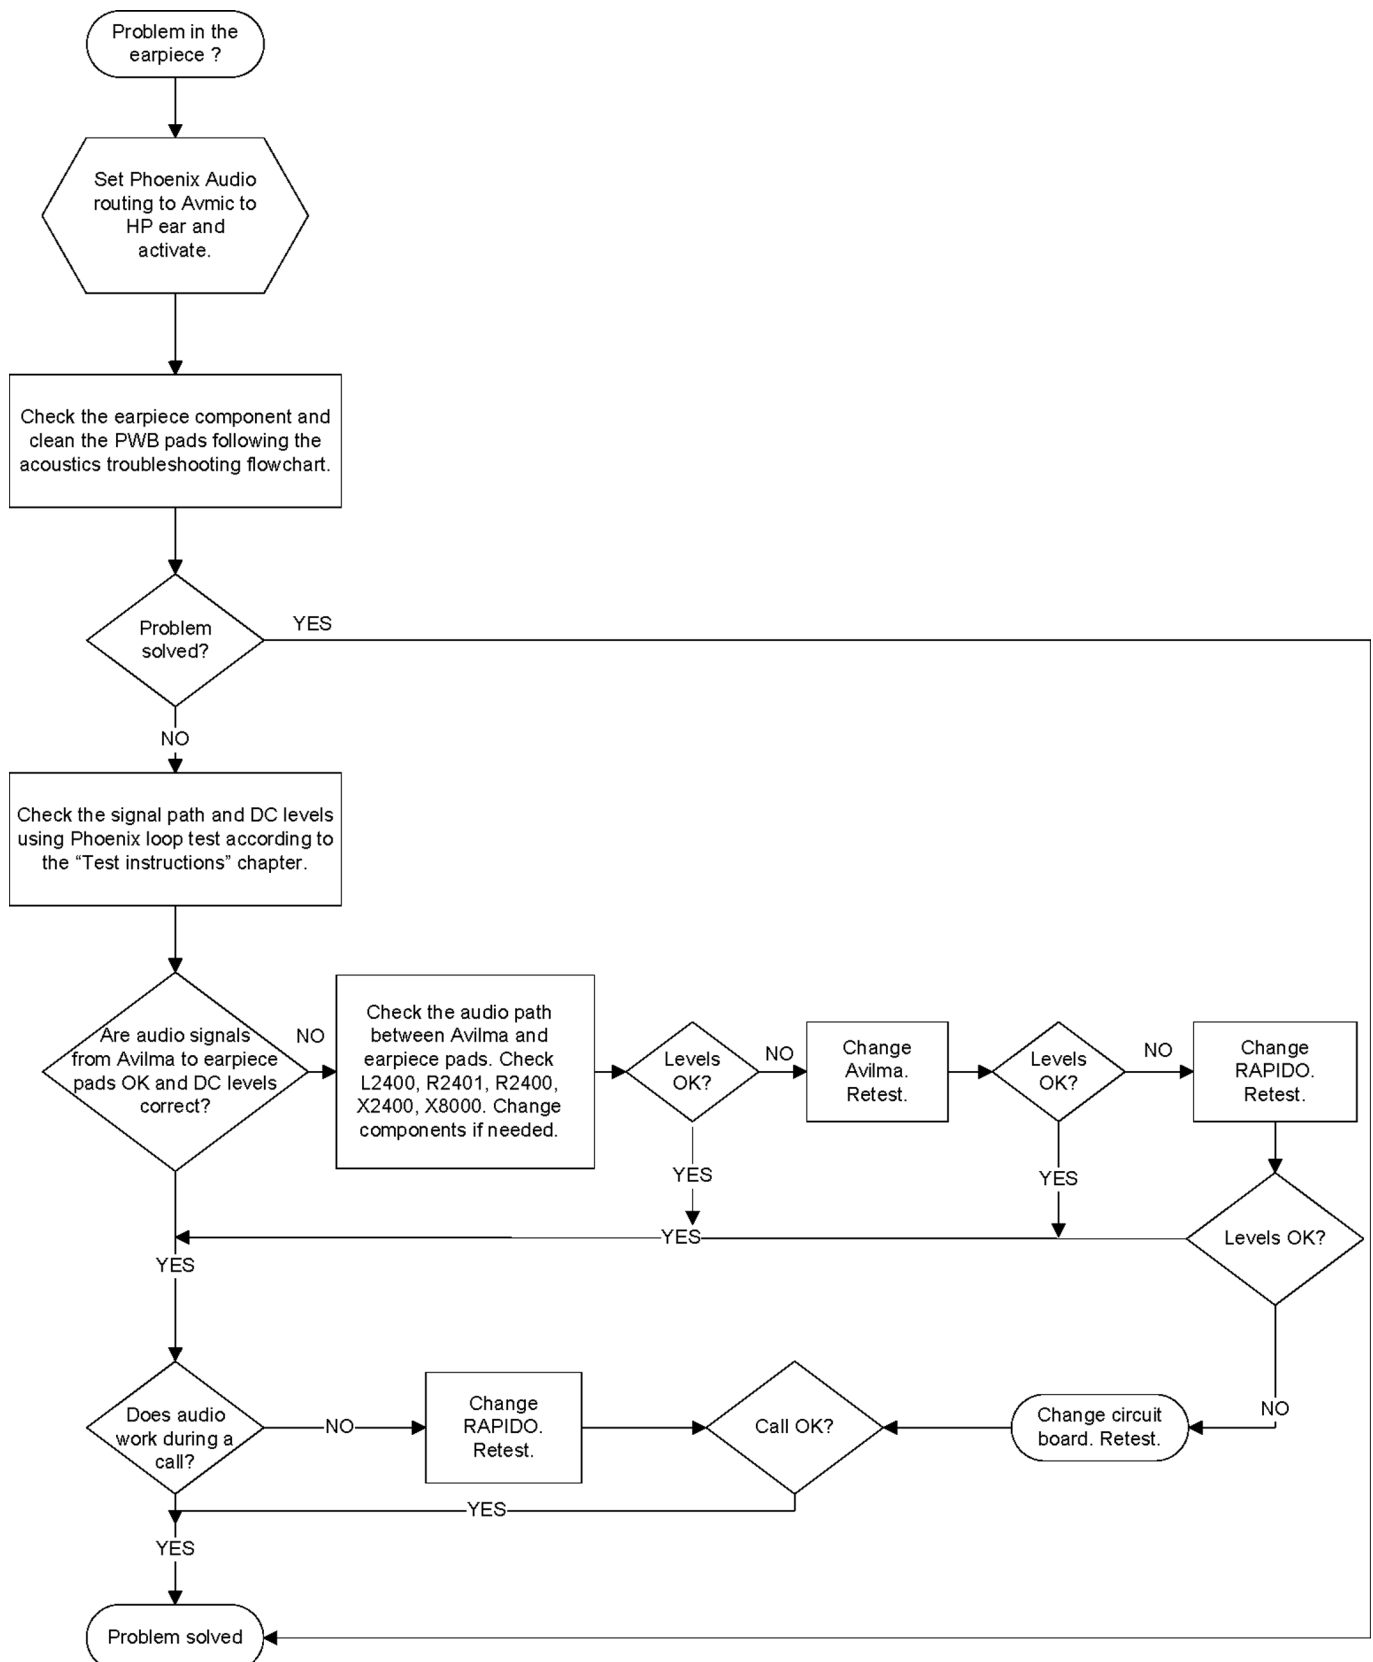 Problem in the
earpiece ?
Set Phoenix Audio
routing to Avmic to
HP ear and
activate.
Check the earpiece component and
clean the PWB pads following the
acoustics troubleshooting flowchart.
Problem
solved?
YES
NO
Check the signal path and DC levels
using Phoenix loop test according to
the “Test instructions” chapter.
Are audio signals
from Avilma to earpiece
pads OK and DC levels
correct?
NO
Check the audio path
between Avilma and
earpiece pads. Check
L2400, R2401, R2400,
X2400, X8000. Change
components if needed.
Levels
OK?
NO
Change
Avilma.
Retest.
Levels
OK?
NO
Change
RAPIDO.
Retest.
YES
YES
YES
Levels OK?
YES
NO
Does audio
work during a
call?
NO
Change
RAPIDO.
Retest.
Call OK?
Change circuit
board. Retest.
YES
YES
Problem solved